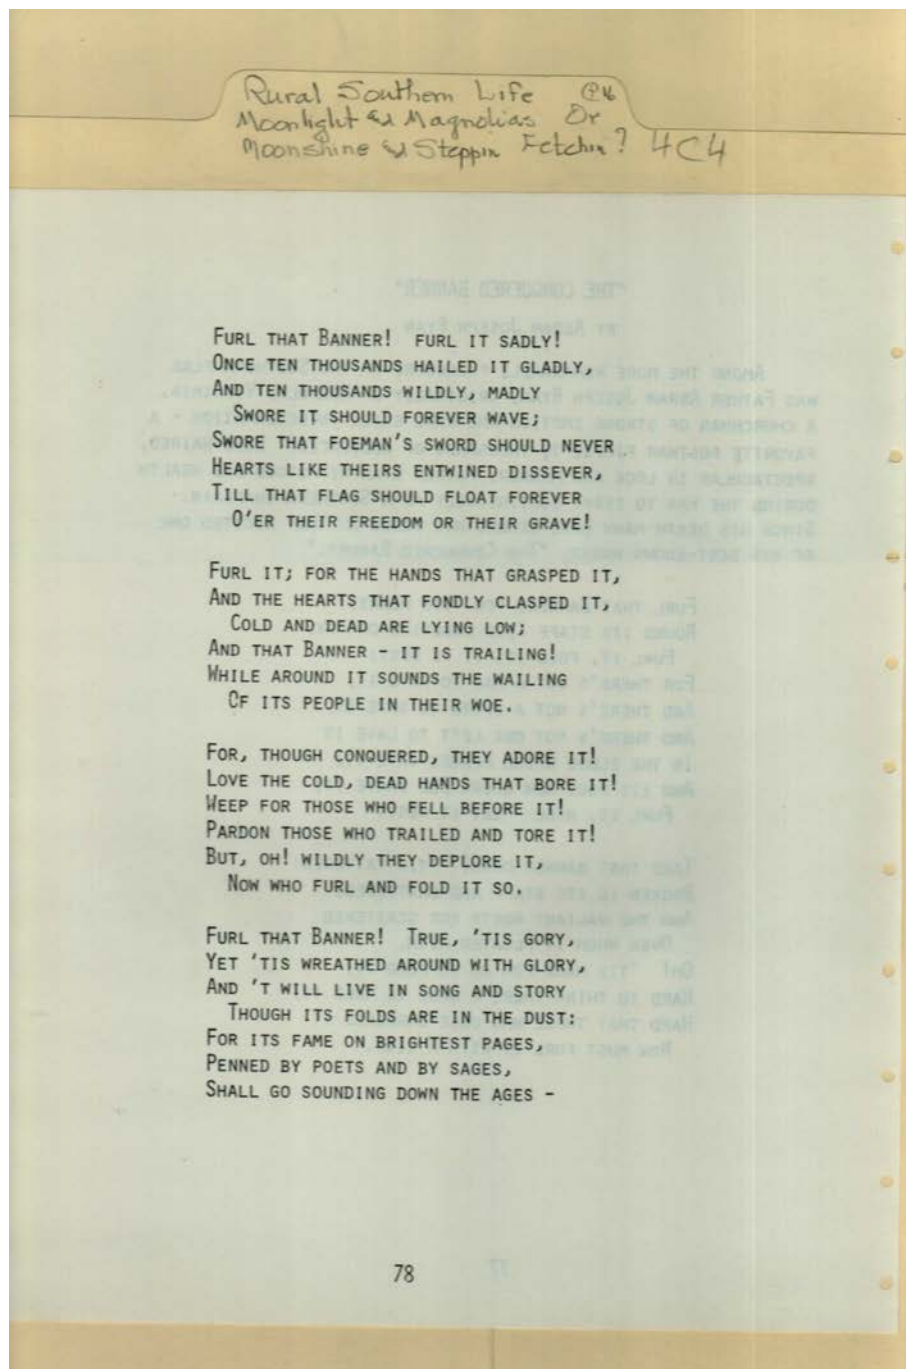 Rural Southern Life
Moonlight & Magnolias Or
Moonshine & Steppin Fetchin? 4C4
FURL THAT BANNER! FURL IT SADLY!
ONCE TEN THOUSANDS HAILED IT GLADLY,
AND TEN THOUSANDS WILDLY, MADLY
SWORE IT SHOULD FOREVER WAVE;
SWORE THAT FOEMAN'S SWORD SHOULD NEVER
HEARTS LIKE THEIRS ENTWINED DISSEVER,
TILL THAT FLAG SHOULD FLOAT FOREVER
O'ER THEIR FREEDOM OR THEIR GRAVE!
FURL IT; FOR THE HANDS THAT GRASPED IT,
AND THE HEARTS THAT FONDLY CLASPED IT,
COLD AND DEAD ARE LYING LOW;
AND THAT BANNER - IT IS TRAILING!
WHILE AROUND IT SOUNDS THE WAILING
OF ITS PEOPLE IN THEIR WOE.
FOR, THOUGH CONQUERED, THEY ADORE IT!
LOVE THE COLD, DEAD HANDS THAT BORE IT!
WEEP FOR THOSE WHO FELL BEFORE IT!
PARDON THOSE WHO TRAILED AND TORE IT!
BUT, OH! WILDLY THEY DEPLORE IT,
NOW WHO FURL AND FOLD IT SO.
FURL THAT BANNER! TRUE, 'TIS GORY,
YET 'TIS WREATHED AROUND WITH GLORY,
AND 'T WILL LIVE IN SONG AND STORY
THOUGH ITS FOLDS ARE IN THE DUST:
FOR ITS FAME ON BRIGHTEST PAGES,
PENNED BY POETS AND BY SAGES,
SHALL GO SOUNDING DOWN THE AGES -
78